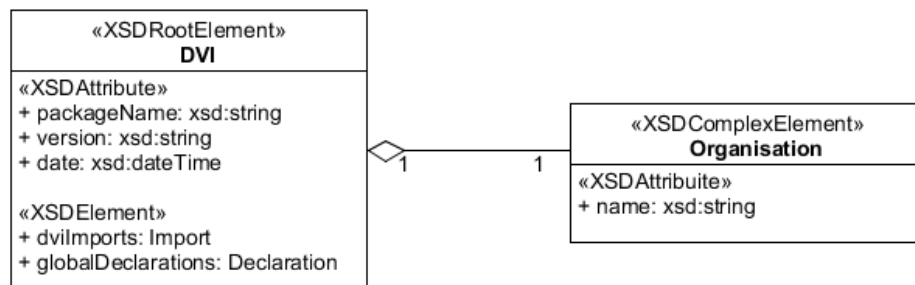 «XSDRootElement»
DVI
«XSDAttribute»
+ packageName: xsd:string
+ version: xsd:string
+ date: xsd:dateTime
«XSDElement»
+ dviImports: Import
+ globalDeclarations: Declaration
1
1
«XSDComplexElement»
Organisation
«XSDAttribuite»
+ name: xsd:string